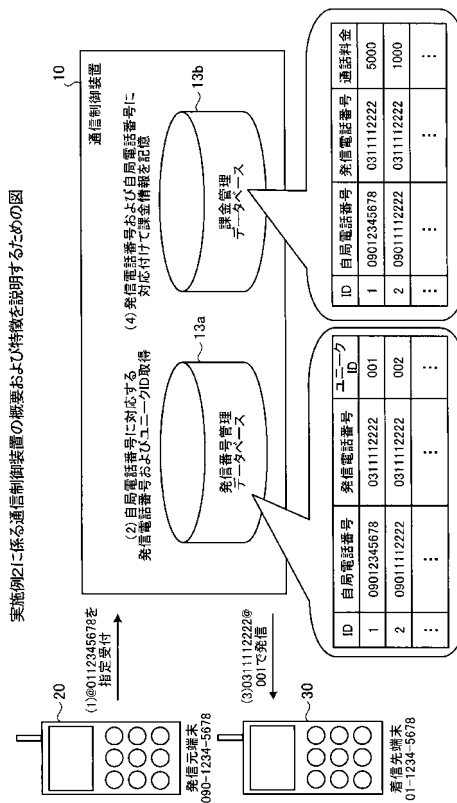 実施例2に係る通信制御装置の概要および特徴を説明するための図
10
通信制御装置
20
(1)@0112345678を
指定受付
発信元端末
090-1234-5678
(2)自局電話番号に対応する
発信電話番号およびユニークID取得
13a
発信番号管理
データベース
(4)発信電話番号および自局電話番号に
対応付けて課金情報を記憶
13b
課金管理
データベース
(3)0311112222@
001で発信
30
着信先端末
01-1234-5678
ID 自局電話番号 発信電話番号 ユニークID
1 09012345678 0311112222 001
2 09011112222 0311112222 002
⋮ ⋮ ⋮ ⋮
ID 自局電話番号 発信電話番号 通話料金
1 09012345678 0311112222 5000
2 09011112222 0311112222 1000
⋮ ⋮ ⋮ ⋮